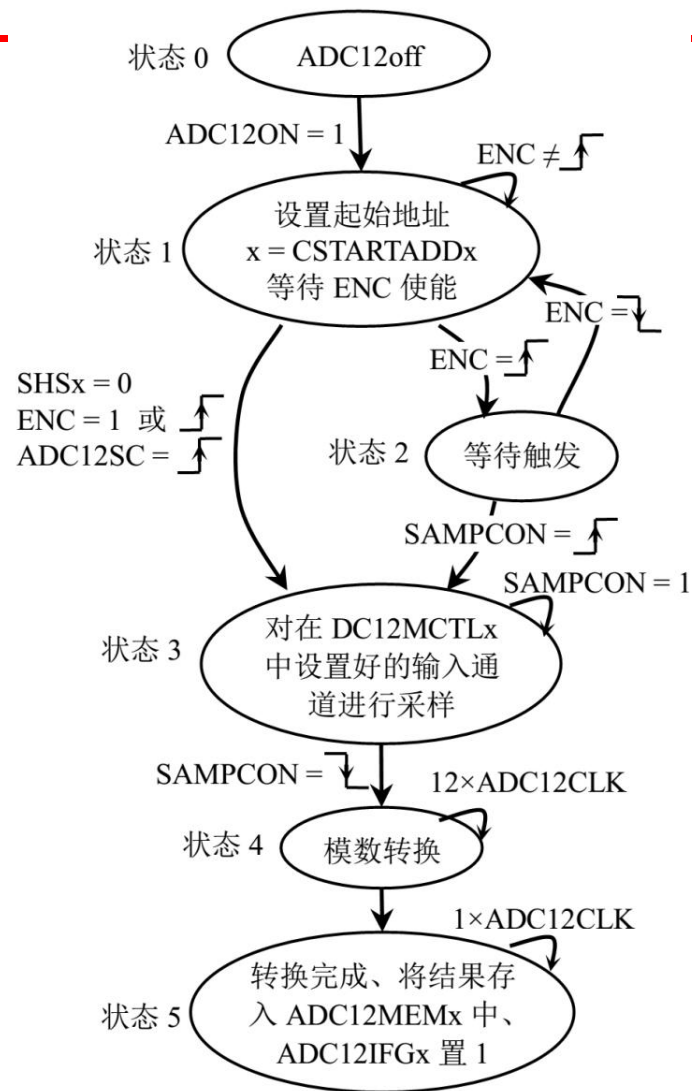 状态 0
ADC12off
ADC12ON = 1
ENC ≠
状态 1
设置起始地址
x = CSTARTADDx
等待 ENC 使能
ENC =
ENC =
SHSx = 0
ENC = 1 或
ADC12SC =
状态 2
等待触发
SAMPCON =
SAMPCON = 1
状态 3
对在 DC12MCTLx
中设置好的输入通
道进行采样
SAMPCON =
12×ADC12CLK
状态 4
模数转换
1×ADC12CLK
状态 5
转换完成、将结果存
入 ADC12MEMx 中、
ADC12IFGx 置 1